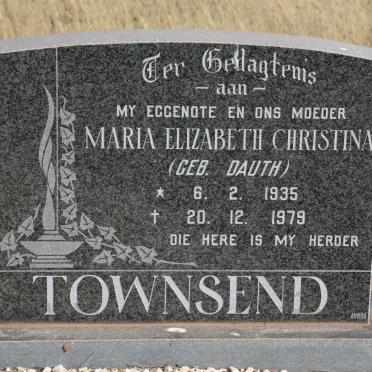 Ter Gedagtenis
- aan -
MY EGGENOTE EN ONS MOEDER
MARIA ELIZABETH CHRISTINA
(GEB. DAUTH)
* 6. 2. 1935
† 20. 12. 1979
DIE HERE IS MY HERDER
TOWNSEND